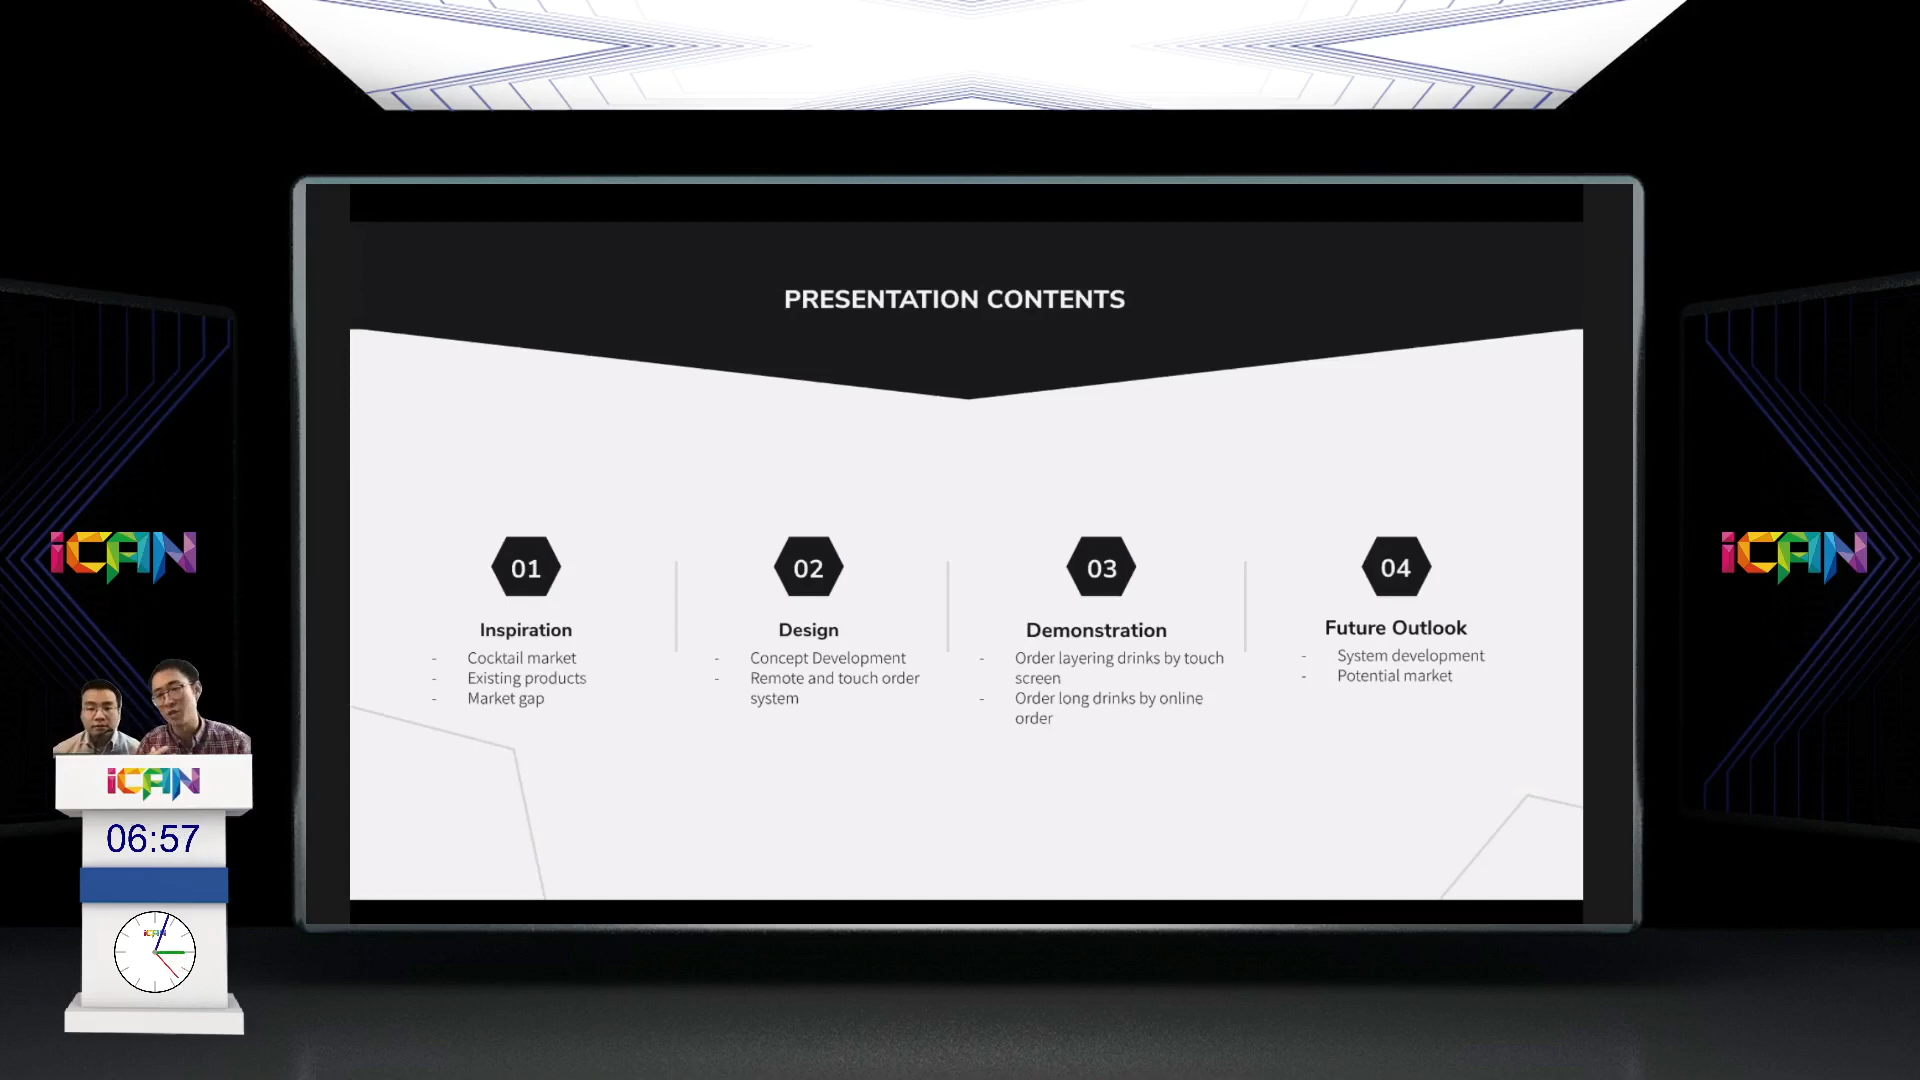 PRESENTATION CONTENTS
01
Inspiration
- Cocktail market
- Existing products
- Market gap
02
Design
- Concept Development
- Remote and touch order
system
03
Demonstration
- Order layering drinks by touch
screen
- Order long drinks by online
order
04
Future Outlook
- System development
- Potential market
iCAN
iCAN
iCAN
06:57
iCAN